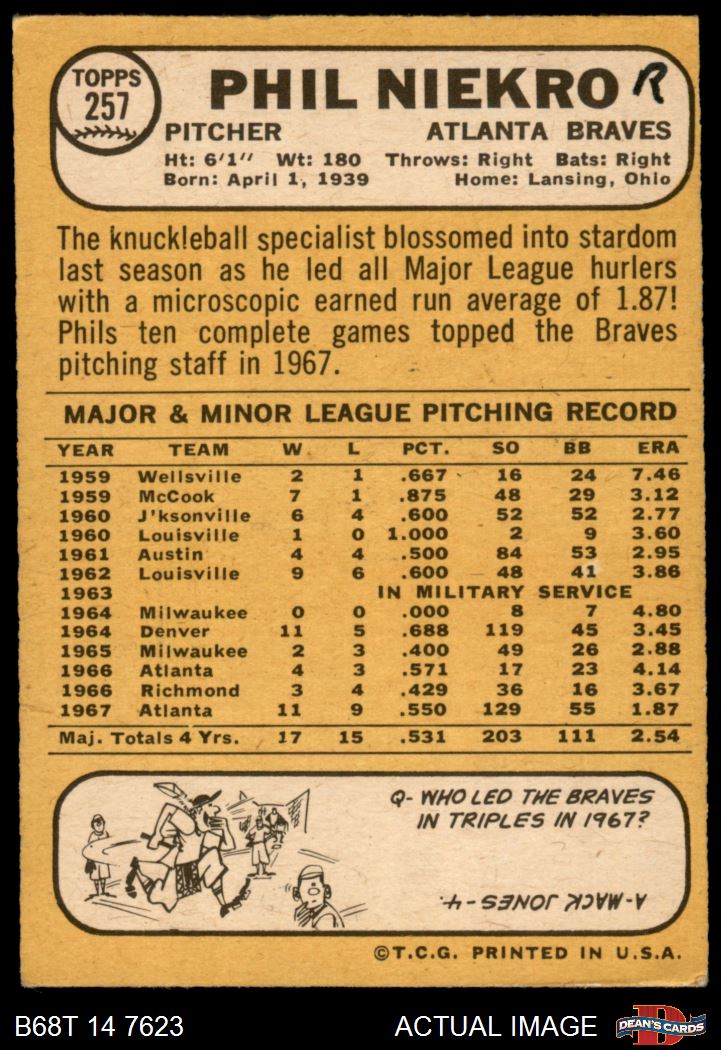 TOPPS
257
PHIL NIEKRO R
PITCHER ATLANTA BRAVES
Ht: 6'1" Wt: 180 Throws: Right Bats: Right
Born: April 1, 1939 Home: Lansing, Ohio
The knuckleball specialist blossomed into stardom
last season as he led all Major League hurlers
with a microscopic earned run average of 1.87!
Phils ten complete games topped the Braves
pitching staff in 1967.
MAJOR & MINOR LEAGUE PITCHING RECORD
YEAR TEAM W L PCT. SO BB ERA
1959 Wellsville 2 1 .667 16 24 7.46
1959 McCook 7 1 .875 48 29 3.12
1960 J'ksonville 6 4 .600 52 52 2.77
1960 Louisville 1 0 1.000 2 9 3.60
1961 Austin 4 4 .500 84 53 2.95
1962 Louisville 9 6 .600 48 41 3.86
1963 IN MILITARY SERVICE
1964 Milwaukee 0 0 .000 8 7 4.80
1964 Denver 11 5 .688 119 45 3.45
1965 Milwaukee 2 3 .400 49 26 2.88
1966 Atlanta 4 3 .571 17 23 4.14
1966 Richmond 3 4 .429 36 16 3.67
1967 Atlanta 11 9 .550 129 55 1.87
Maj. Totals 4 Yrs. 17 15 .531 203 111 2.54
Q- WHO LED THE BRAVES
IN TRIPLES IN 1967?
A- MACK JONES - 4.
©T.C.G. PRINTED IN U.S.A.
B68T 14 7623 ACTUAL IMAGE
D
DEAN'S CARDS